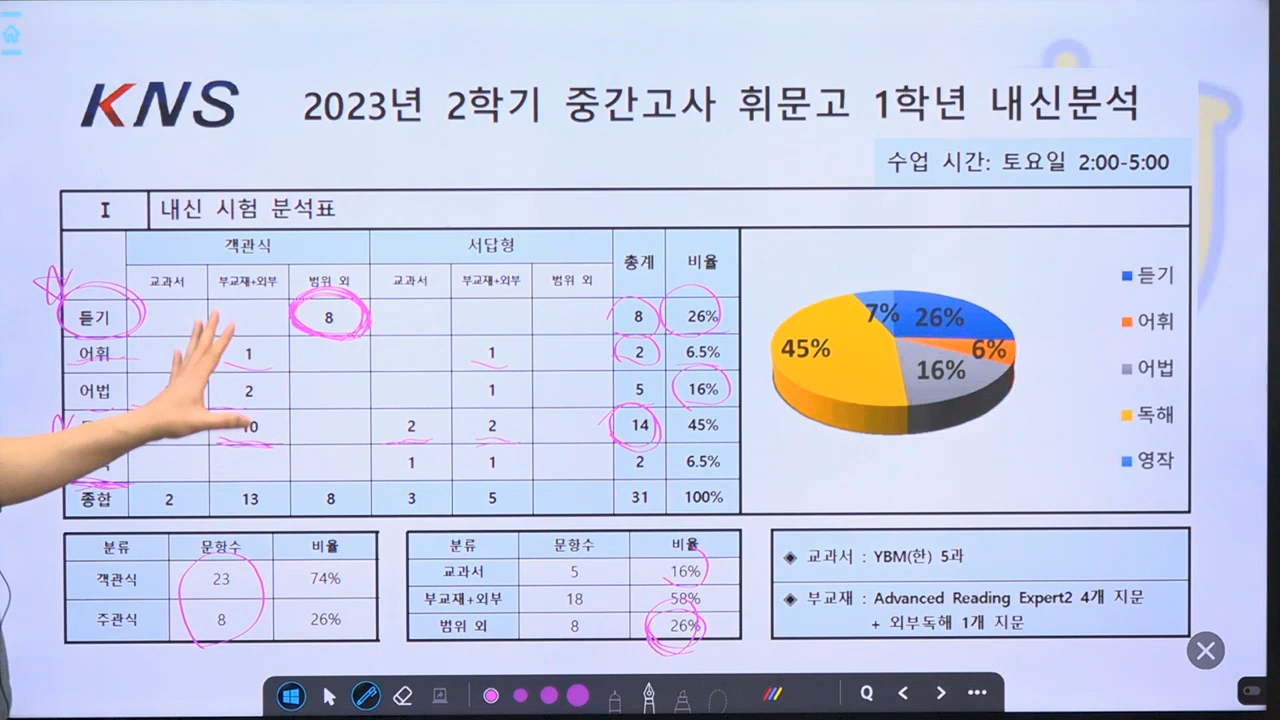 KNS 2023년 2학기 중간고사 휘문고 1학년 내신분석
수업 시간: 토요일 2:00-5:00
I 내신 시험 분석표
객관식 서답형 총계 비율
교과서 부교재+외부 범위 외 교과서 부교재+외부 범위 외
듣기 8 8 26%
어휘 1 1 2 6.5%
어법 2 1 5 16%
10 2 2 14 45%
1 1 2 6.5%
종합 2 13 8 3 5 31 100%
7% 26% 6% 16% 45%
듣기
어휘
어법
독해
영작
분류 문항수 비율
객관식 23 74%
주관식 8 26%
분류 문항수 비율
교과서 5 16%
부교재+외부 18 58%
범위 외 8 26%
◈ 교과서 : YBM(한) 5과
◈ 부교재 : Advanced Reading Expert2 4개 지문
+ 외부독해 1개 지문